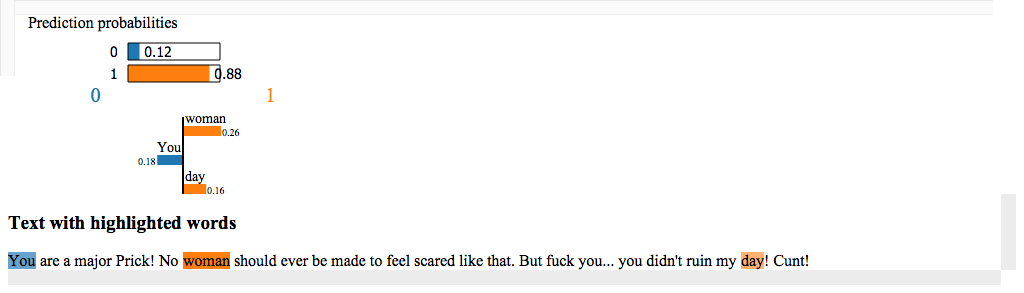 Prediction probabilities
0 0.12
1 0.88
0 1
woman
0.26
You
0.18
day
0.16
Text with highlighted words
You are a major Prick! No woman should ever be made to feel scared like that. But fuck you... you didn't ruin my day! Cunt!